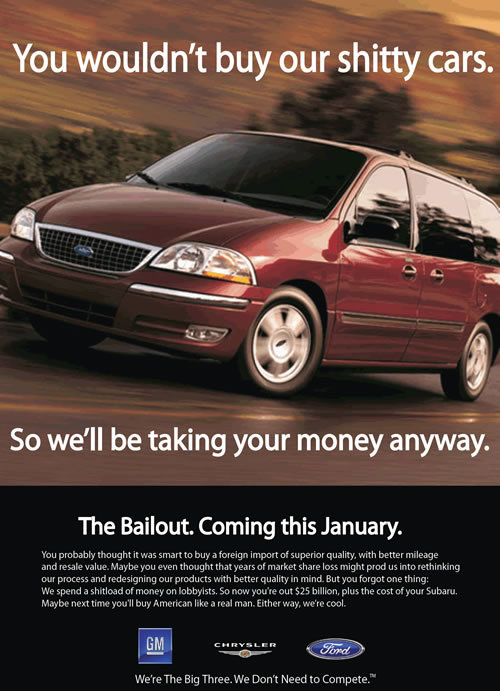 You wouldn't buy our shitty cars.
So we'll be taking your money anyway.
The Bailout. Coming this January.
You probably thought it was smart to buy a foreign import of superior quality, with better mileage
and resale value. Maybe you even thought that years of market share loss might prod us into rethinking
our process and redesigning our products with better quality in mind. But you forgot one thing:
We spend a shitload of money on lobbyists. So now you're out $25 billion, plus the cost of your Subaru.
Maybe next time you'll buy American like a real man. Either way, we're cool.
GM CHRYSLER Ford
We're The Big Three. We Don't Need to Compete.™